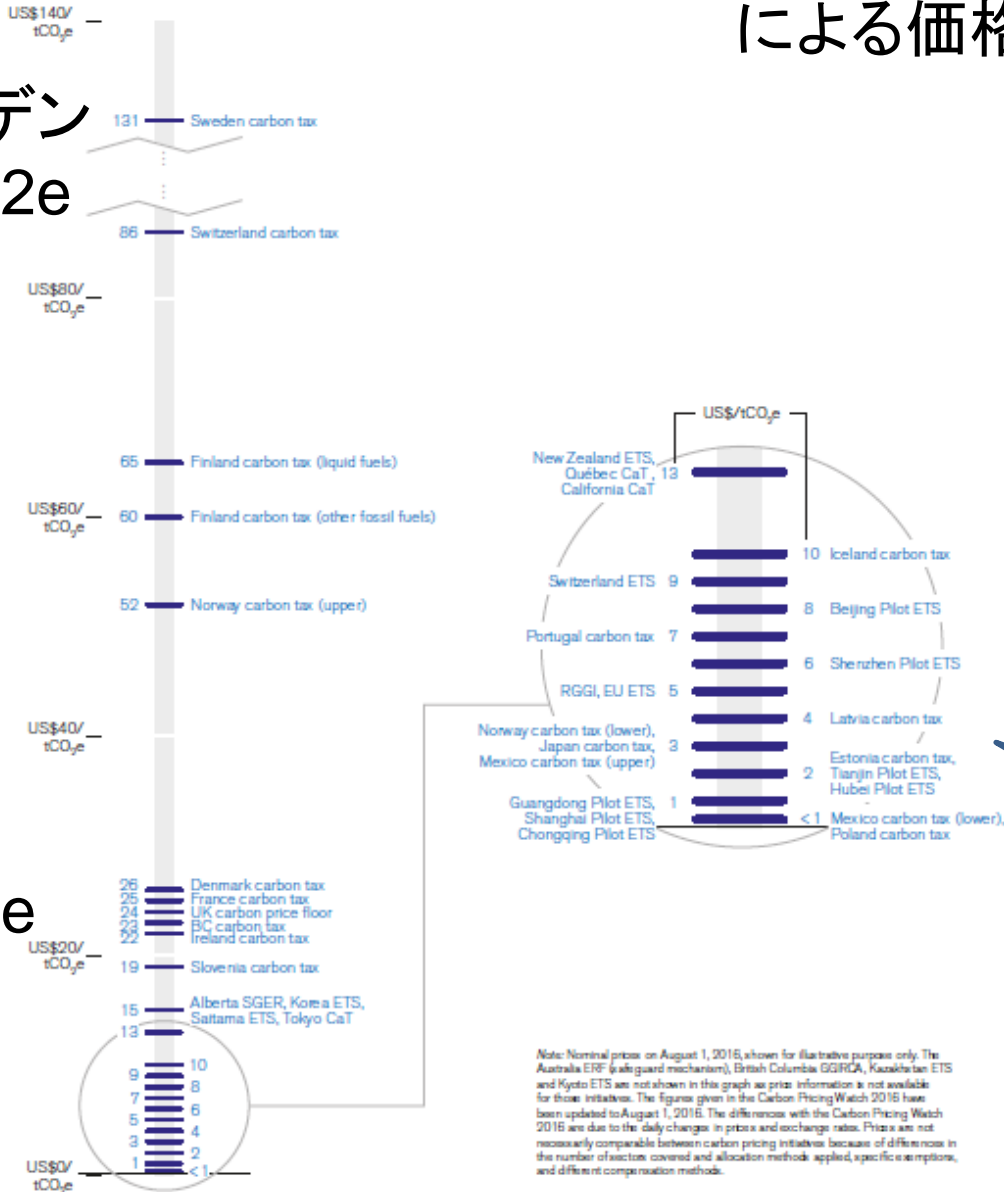 による価格
デン
2e
e
US$140/
tCO₂e
131 Sweden carbon tax
86 Switzerland carbon tax
US$80/
tCO₂e
65 Finland carbon tax (liquid fuels)
US$60/
tCO₂e
60 Finland carbon tax (other fossil fuels)
52 Norway carbon tax (upper)
US$40/
tCO₂e
26 Denmark carbon tax
25 France carbon tax
24 UK carbon price floor
23 BC carbon tax
22 Ireland carbon tax
US$20/
tCO₂e
19 Slovenia carbon tax
15 Alberta SGER, Korea ETS,
Saitama ETS, Tokyo CaT
13
10
9
8
7
6
5
4
3
2
1
<1
US$0/
tCO₂e
US$/tCO₂e
New Zealand ETS,
Québec CaT, 13
California CaT
10 Iceland carbon tax
Switzerland ETS 9
8 Beijing Pilot ETS
Portugal carbon tax 7
6 Shenzhen Pilot ETS
RGGI, EU ETS 5
4 Latvia carbon tax
Norway carbon tax (lower),
Japan carbon tax, 3
Mexico carbon tax (upper)
Estonia carbon tax,
2 Tianjin Pilot ETS,
Hubei Pilot ETS
Guangdong Pilot ETS, 1
Shanghai Pilot ETS,
Chongqing Pilot ETS
<1 Mexico carbon tax (lower),
Poland carbon tax
Note: Nominal prices on August 1, 2016, shown for illustrative purpose only. The
Australia ERF (safeguard mechanism), British Columbia GGIRCA, Kazakhstan ETS
and Kyoto ETS are not shown in this graph as price information is not available
for those initiatives. The figures given in the Carbon Pricing Watch 2016 have
been updated to August 1, 2016. The differences with the Carbon Pricing Watch
2016 are due to the daily changes in prices and exchange rates. Prices are not
necessarily comparable between carbon pricing initiatives because of differences in
the number of sectors covered and allocation methods applied, specific exemptions,
and different compensation methods.